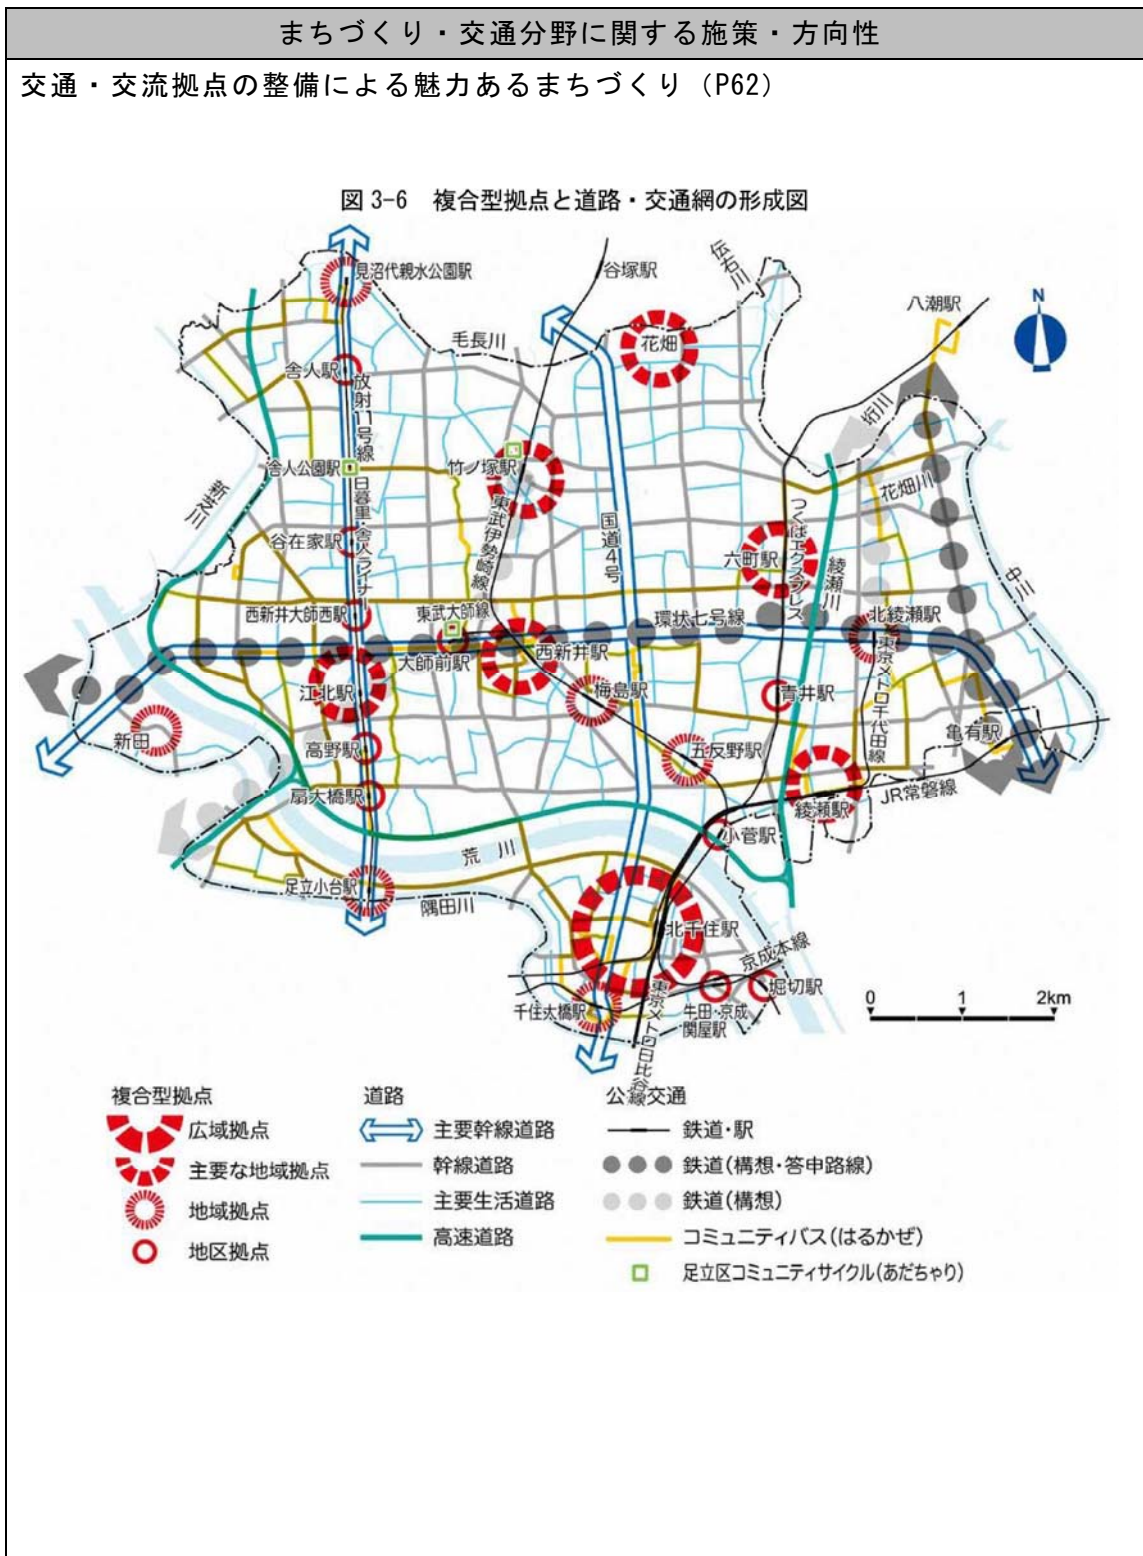 まちづくり・交通分野に関する施策・方向性
交通・交流拠点の整備による魅力あるまちづくり（P62）
図 3-6　複合型拠点と道路・交通網の形成図
見沼代親水公園駅
谷塚駅
伝右川
八潮駅
N
毛長川
花畑
舎人駅
放射11号線
垳川
舎人公園駅
竹ノ塚駅
花畑川
新芝川
日暮里・舎人ライナー
東武伊勢崎線
国道4号
つくばエクスプレス
谷在家駅
六町駅
綾瀬川
中川
西新井大師西駅
東武大師線
環状七号線
北綾瀬駅
大師前駅
西新井駅
東京メトロ千代田線
江北駅
梅島駅
青井駅
新田
高野駅
五反野駅
亀有駅
扇大橋駅
綾瀬駅
JR常磐線
荒川
小菅駅
足立小台駅
隅田川
北千住駅
京成本線
千住大橋駅
東京メトロ日比谷線
牛田・京成関屋駅
堀切駅
0 1 2km
複合型拠点
広域拠点
主要な地域拠点
地域拠点
地区拠点
道路
主要幹線道路
幹線道路
主要生活道路
高速道路
公共交通
鉄道・駅
鉄道(構想・答申路線)
鉄道(構想)
コミュニティバス(はるかぜ)
足立区コミュニティサイクル(あだちゃり)